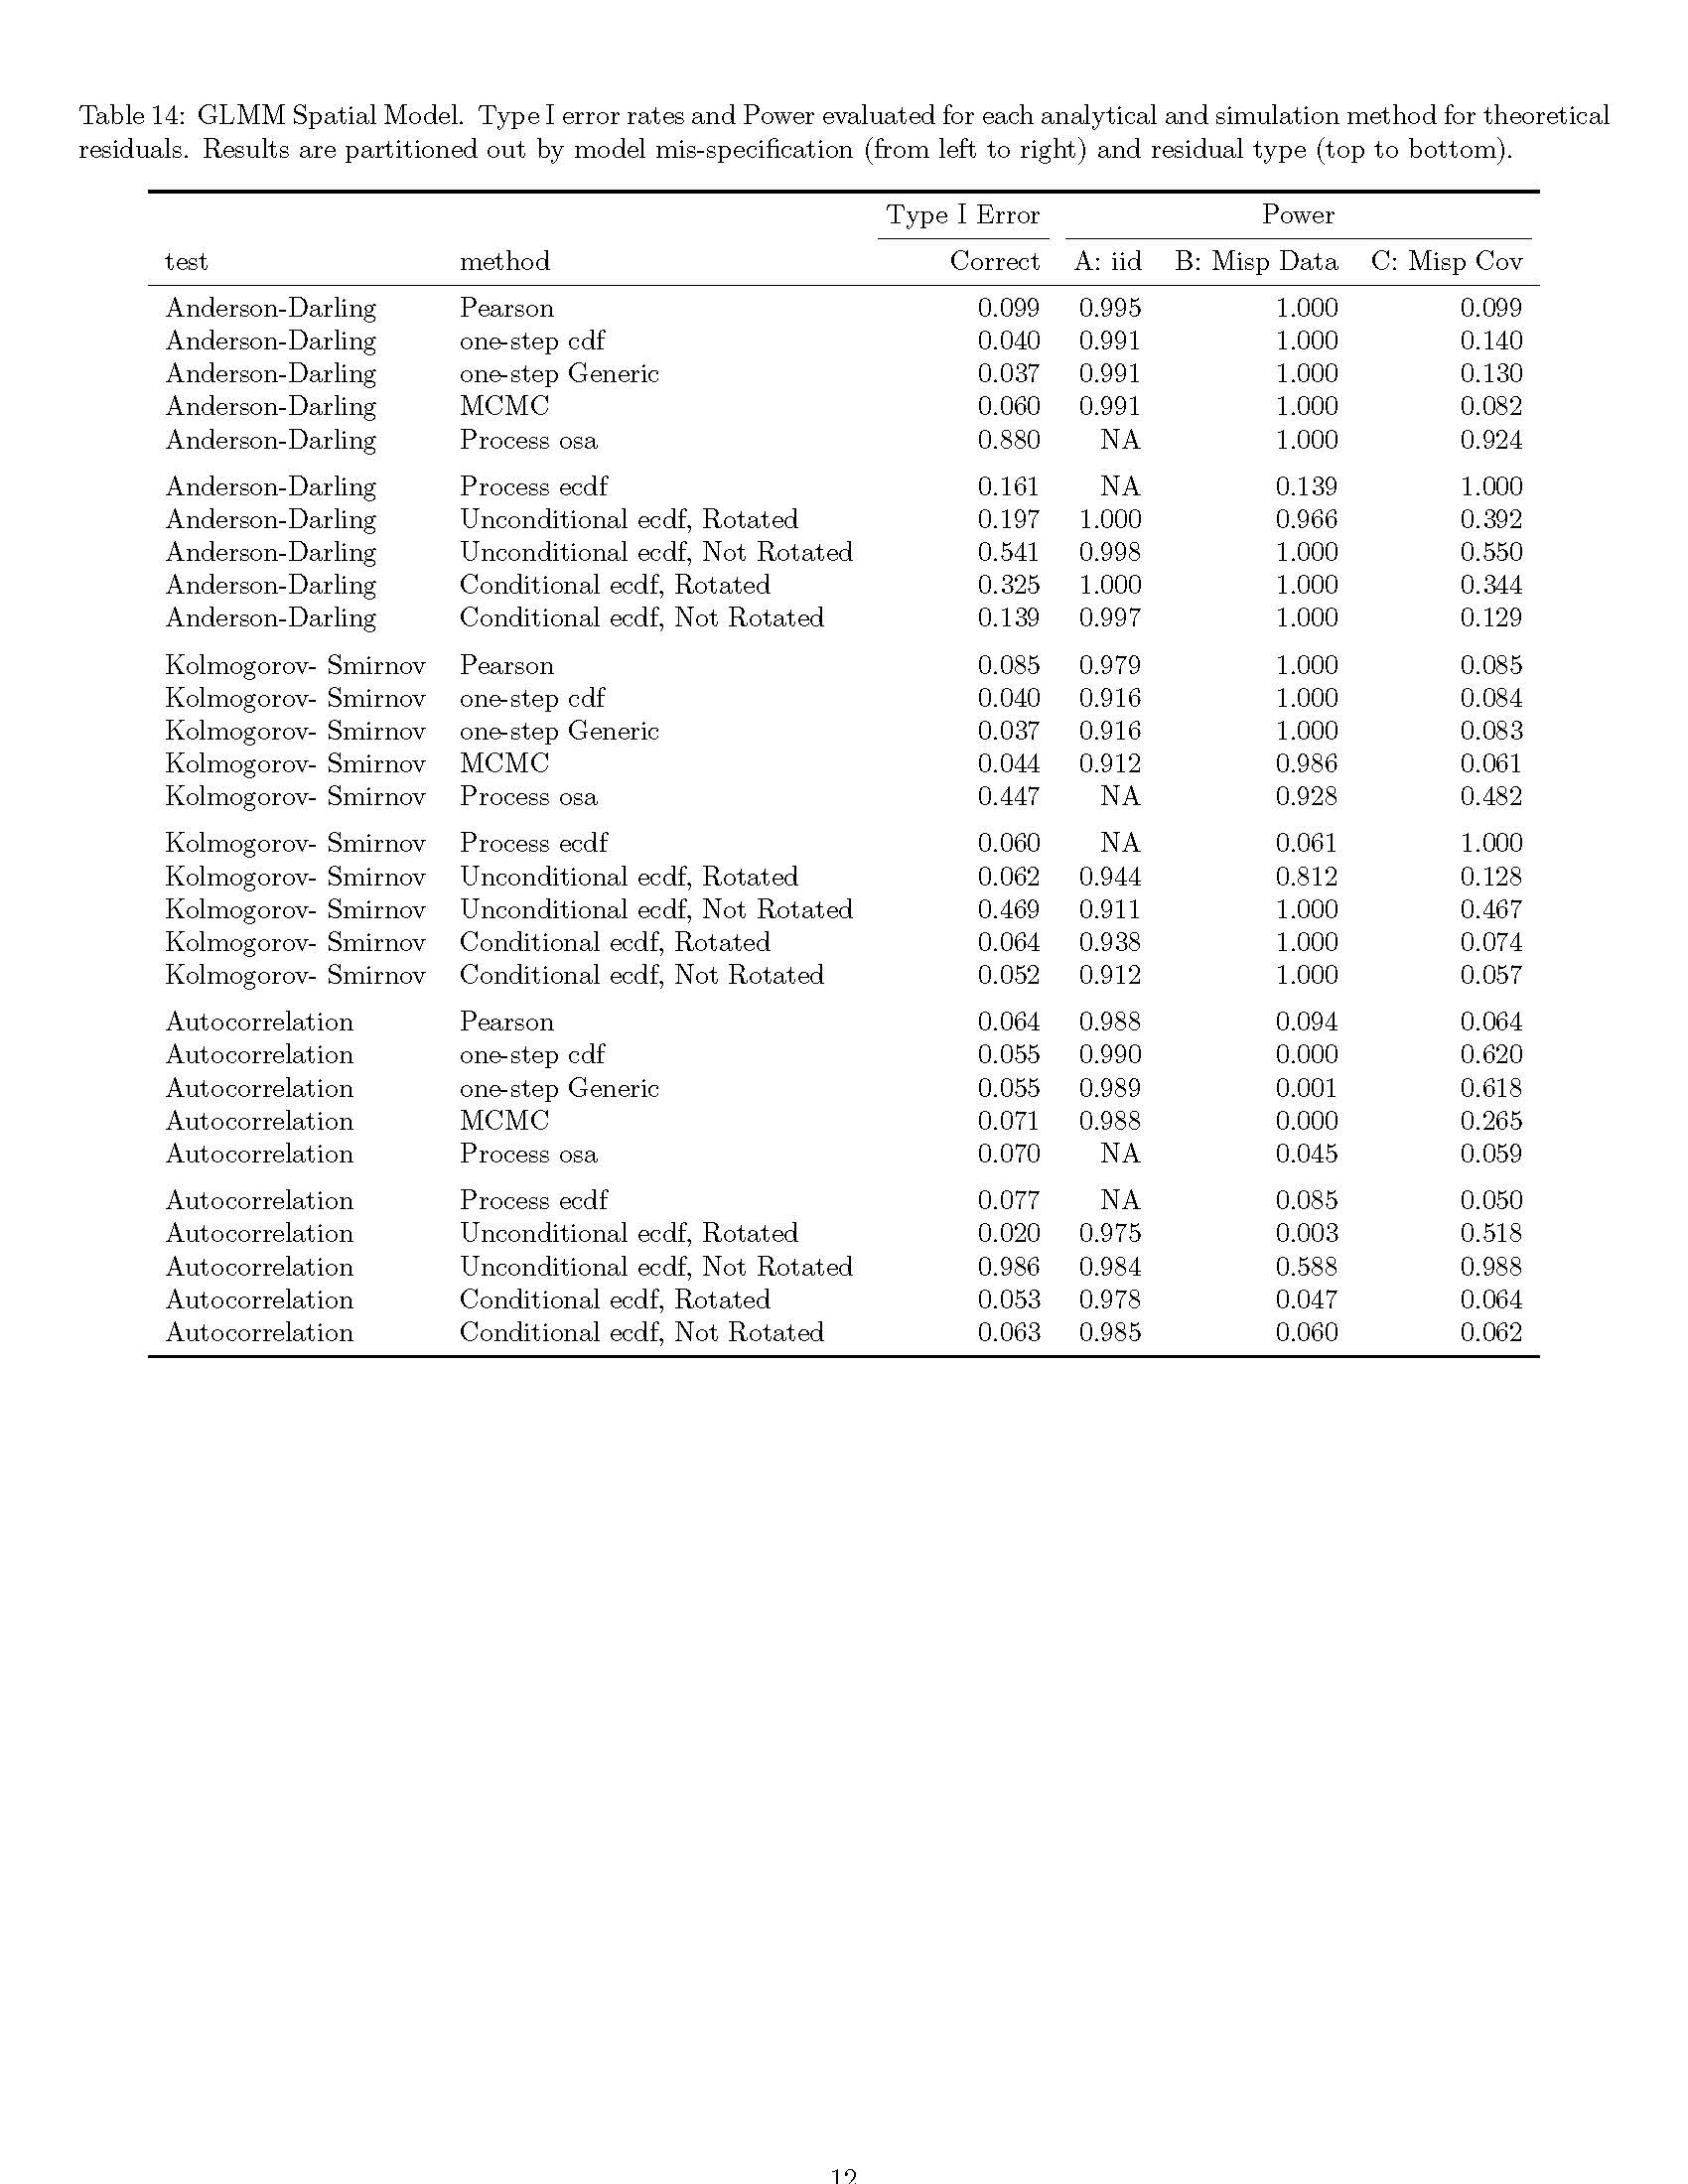 Table 14: GLMM Spatial Model. Type I error rates and Power evaluated for each analytical and simulation method for theoretical
residuals. Results are partitioned out by model mis-specification (from left to right) and residual type (top to bottom).
Type I Error Power
test method Correct A: iid B: Misp Data C: Misp Cov
Anderson-Darling Pearson 0.099 0.995 1.000 0.099
Anderson-Darling one-step cdf 0.040 0.991 1.000 0.140
Anderson-Darling one-step Generic 0.037 0.991 1.000 0.130
Anderson-Darling MCMC 0.060 0.991 1.000 0.082
Anderson-Darling Process osa 0.880 NA 1.000 0.924
Anderson-Darling Process ecdf 0.161 NA 0.139 1.000
Anderson-Darling Unconditional ecdf, Rotated 0.197 1.000 0.966 0.392
Anderson-Darling Unconditional ecdf, Not Rotated 0.541 0.998 1.000 0.550
Anderson-Darling Conditional ecdf, Rotated 0.325 1.000 1.000 0.344
Anderson-Darling Conditional ecdf, Not Rotated 0.139 0.997 1.000 0.129
Kolmogorov- Smirnov Pearson 0.085 0.979 1.000 0.085
Kolmogorov- Smirnov one-step cdf 0.040 0.916 1.000 0.084
Kolmogorov- Smirnov one-step Generic 0.037 0.916 1.000 0.083
Kolmogorov- Smirnov MCMC 0.044 0.912 0.986 0.061
Kolmogorov- Smirnov Process osa 0.447 NA 0.928 0.482
Kolmogorov- Smirnov Process ecdf 0.060 NA 0.061 1.000
Kolmogorov- Smirnov Unconditional ecdf, Rotated 0.062 0.944 0.812 0.128
Kolmogorov- Smirnov Unconditional ecdf, Not Rotated 0.469 0.911 1.000 0.467
Kolmogorov- Smirnov Conditional ecdf, Rotated 0.064 0.938 1.000 0.074
Kolmogorov- Smirnov Conditional ecdf, Not Rotated 0.052 0.912 1.000 0.057
Autocorrelation Pearson 0.064 0.988 0.094 0.064
Autocorrelation one-step cdf 0.055 0.990 0.000 0.620
Autocorrelation one-step Generic 0.055 0.989 0.001 0.618
Autocorrelation MCMC 0.071 0.988 0.000 0.265
Autocorrelation Process osa 0.070 NA 0.045 0.059
Autocorrelation Process ecdf 0.077 NA 0.085 0.050
Autocorrelation Unconditional ecdf, Rotated 0.020 0.975 0.003 0.518
Autocorrelation Unconditional ecdf, Not Rotated 0.986 0.984 0.588 0.988
Autocorrelation Conditional ecdf, Rotated 0.053 0.978 0.047 0.064
Autocorrelation Conditional ecdf, Not Rotated 0.063 0.985 0.060 0.062
12